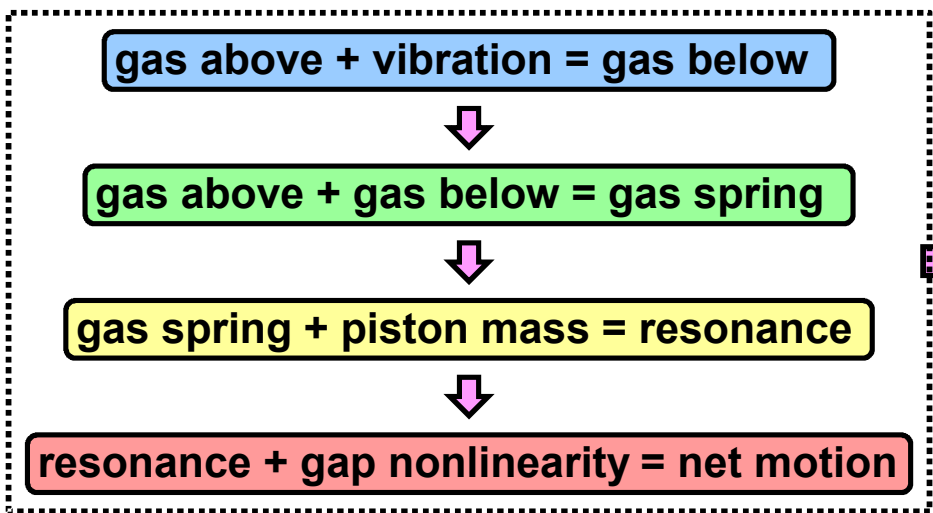 gas above + vibration = gas below
gas above + gas below = gas spring
gas spring + piston mass = resonance
resonance + gap nonlinearity = net motion